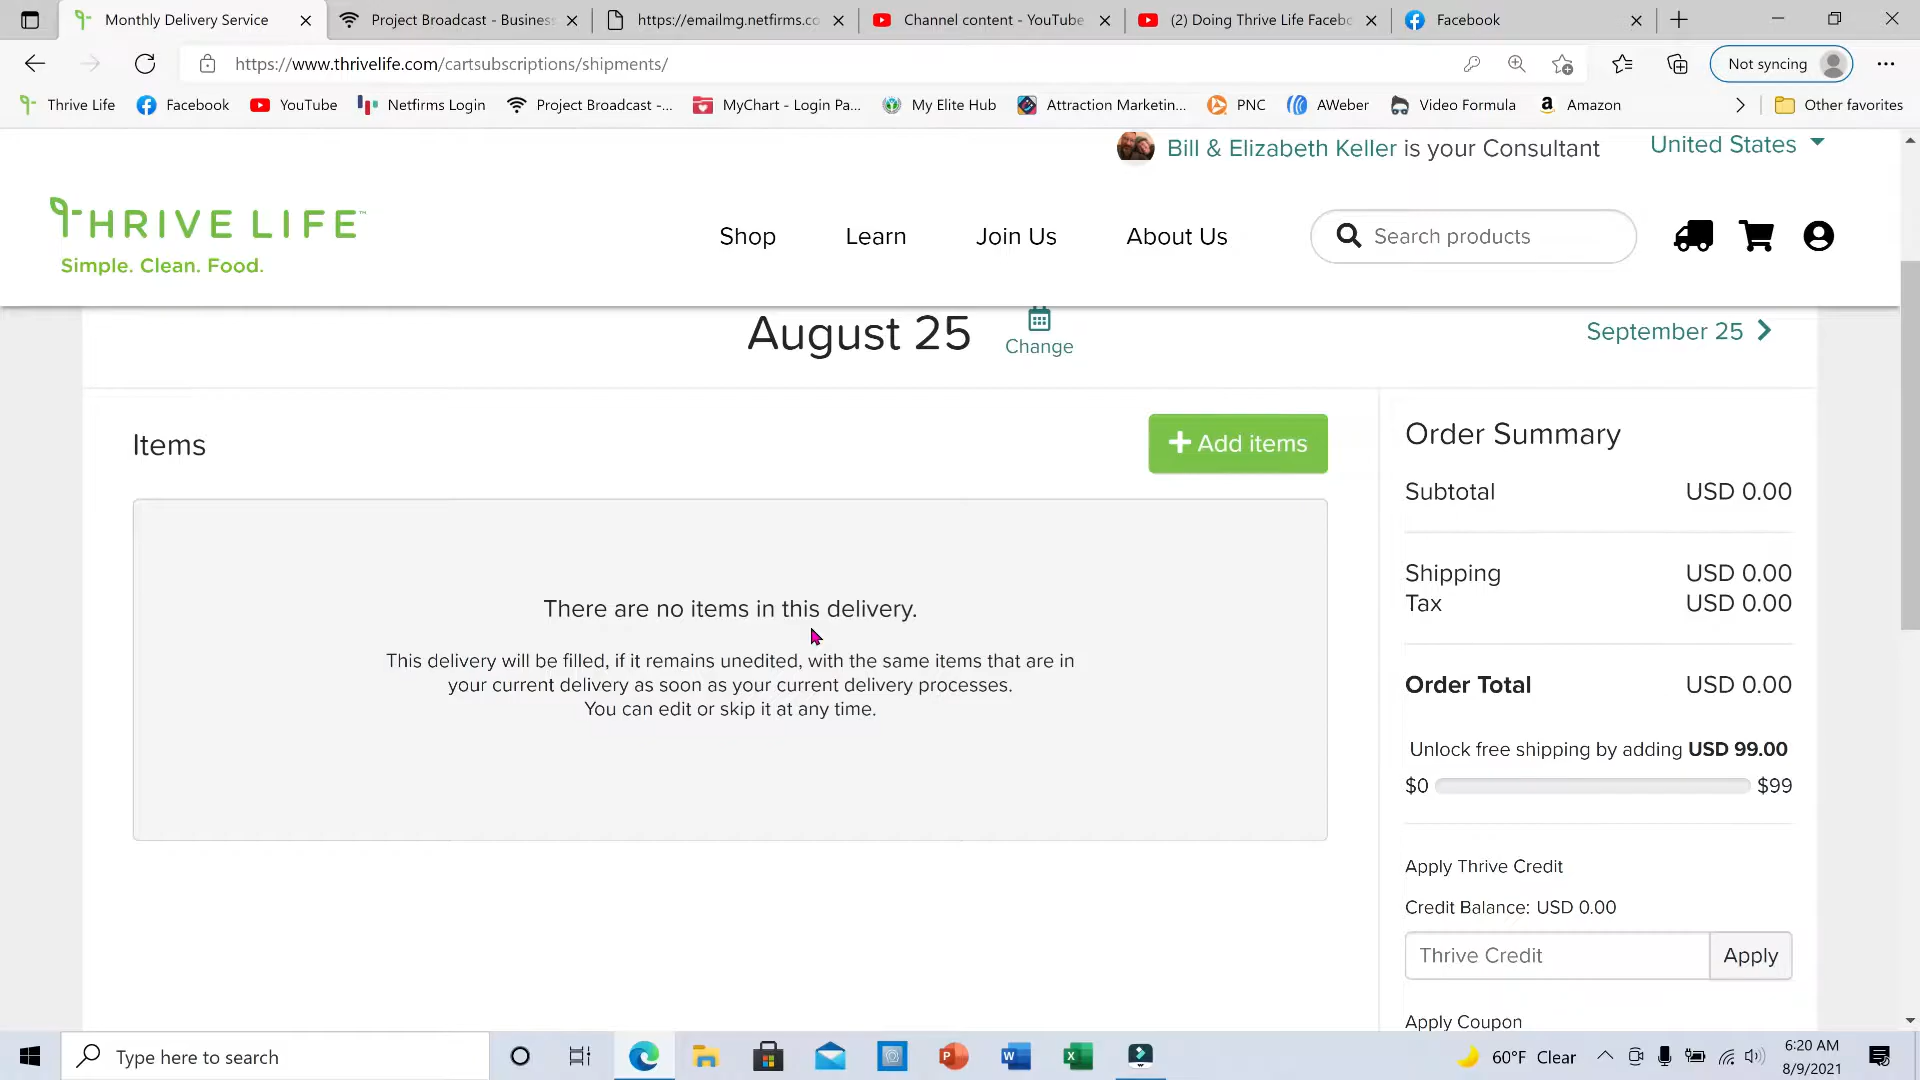 Monthly Delivery Service
Project Broadcast - Business
https://emailmg.netfirms.co
Channel content - YouTube
(2) Doing Thrive Life Facebo
Facebook
https://www.thrivelife.com/cartsubscriptions/shipments/
Not syncing
Thrive Life
Facebook
YouTube
Netfirms Login
Project Broadcast -...
MyChart - Login Pa...
My Elite Hub
Attraction Marketin...
PNC
AWeber
Video Formula
Amazon
Other favorites
Bill & Elizabeth Keller is your Consultant
United States
THRIVE LIFE™
Simple. Clean. Food.
Shop
Learn
Join Us
About Us
Search products
August 25
Change
September 25
Items
+ Add items
There are no items in this delivery.
This delivery will be filled, if it remains unedited, with the same items that are in
your current delivery as soon as your current delivery processes.
You can edit or skip it at any time.
Order Summary
Subtotal USD 0.00
Shipping USD 0.00
Tax USD 0.00
Order Total USD 0.00
Unlock free shipping by adding USD 99.00
$0 $99
Apply Thrive Credit
Credit Balance: USD 0.00
Thrive Credit
Apply
Apply Coupon
Type here to search
60°F Clear
6:20 AM
8/9/2021